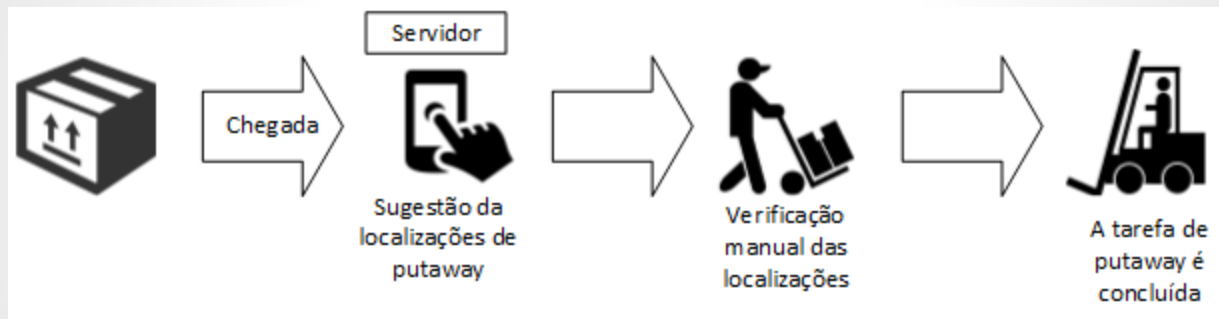 Servidor
Chegada
Sugestão da
localizações de
putaway
Verificação
manual das
localizações
A tarefa de
putaway é
concluída